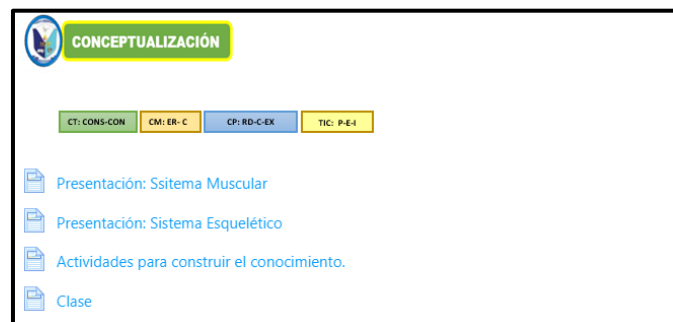 CONCEPTUALIZACIÓN
CT: CONS-CON CM: ER- C CP: RD-C-EX TIC: P-E-I
Presentación: Ssitema Muscular
Presentación: Sistema Esquelético
Actividades para construir el conocimiento.
Clase